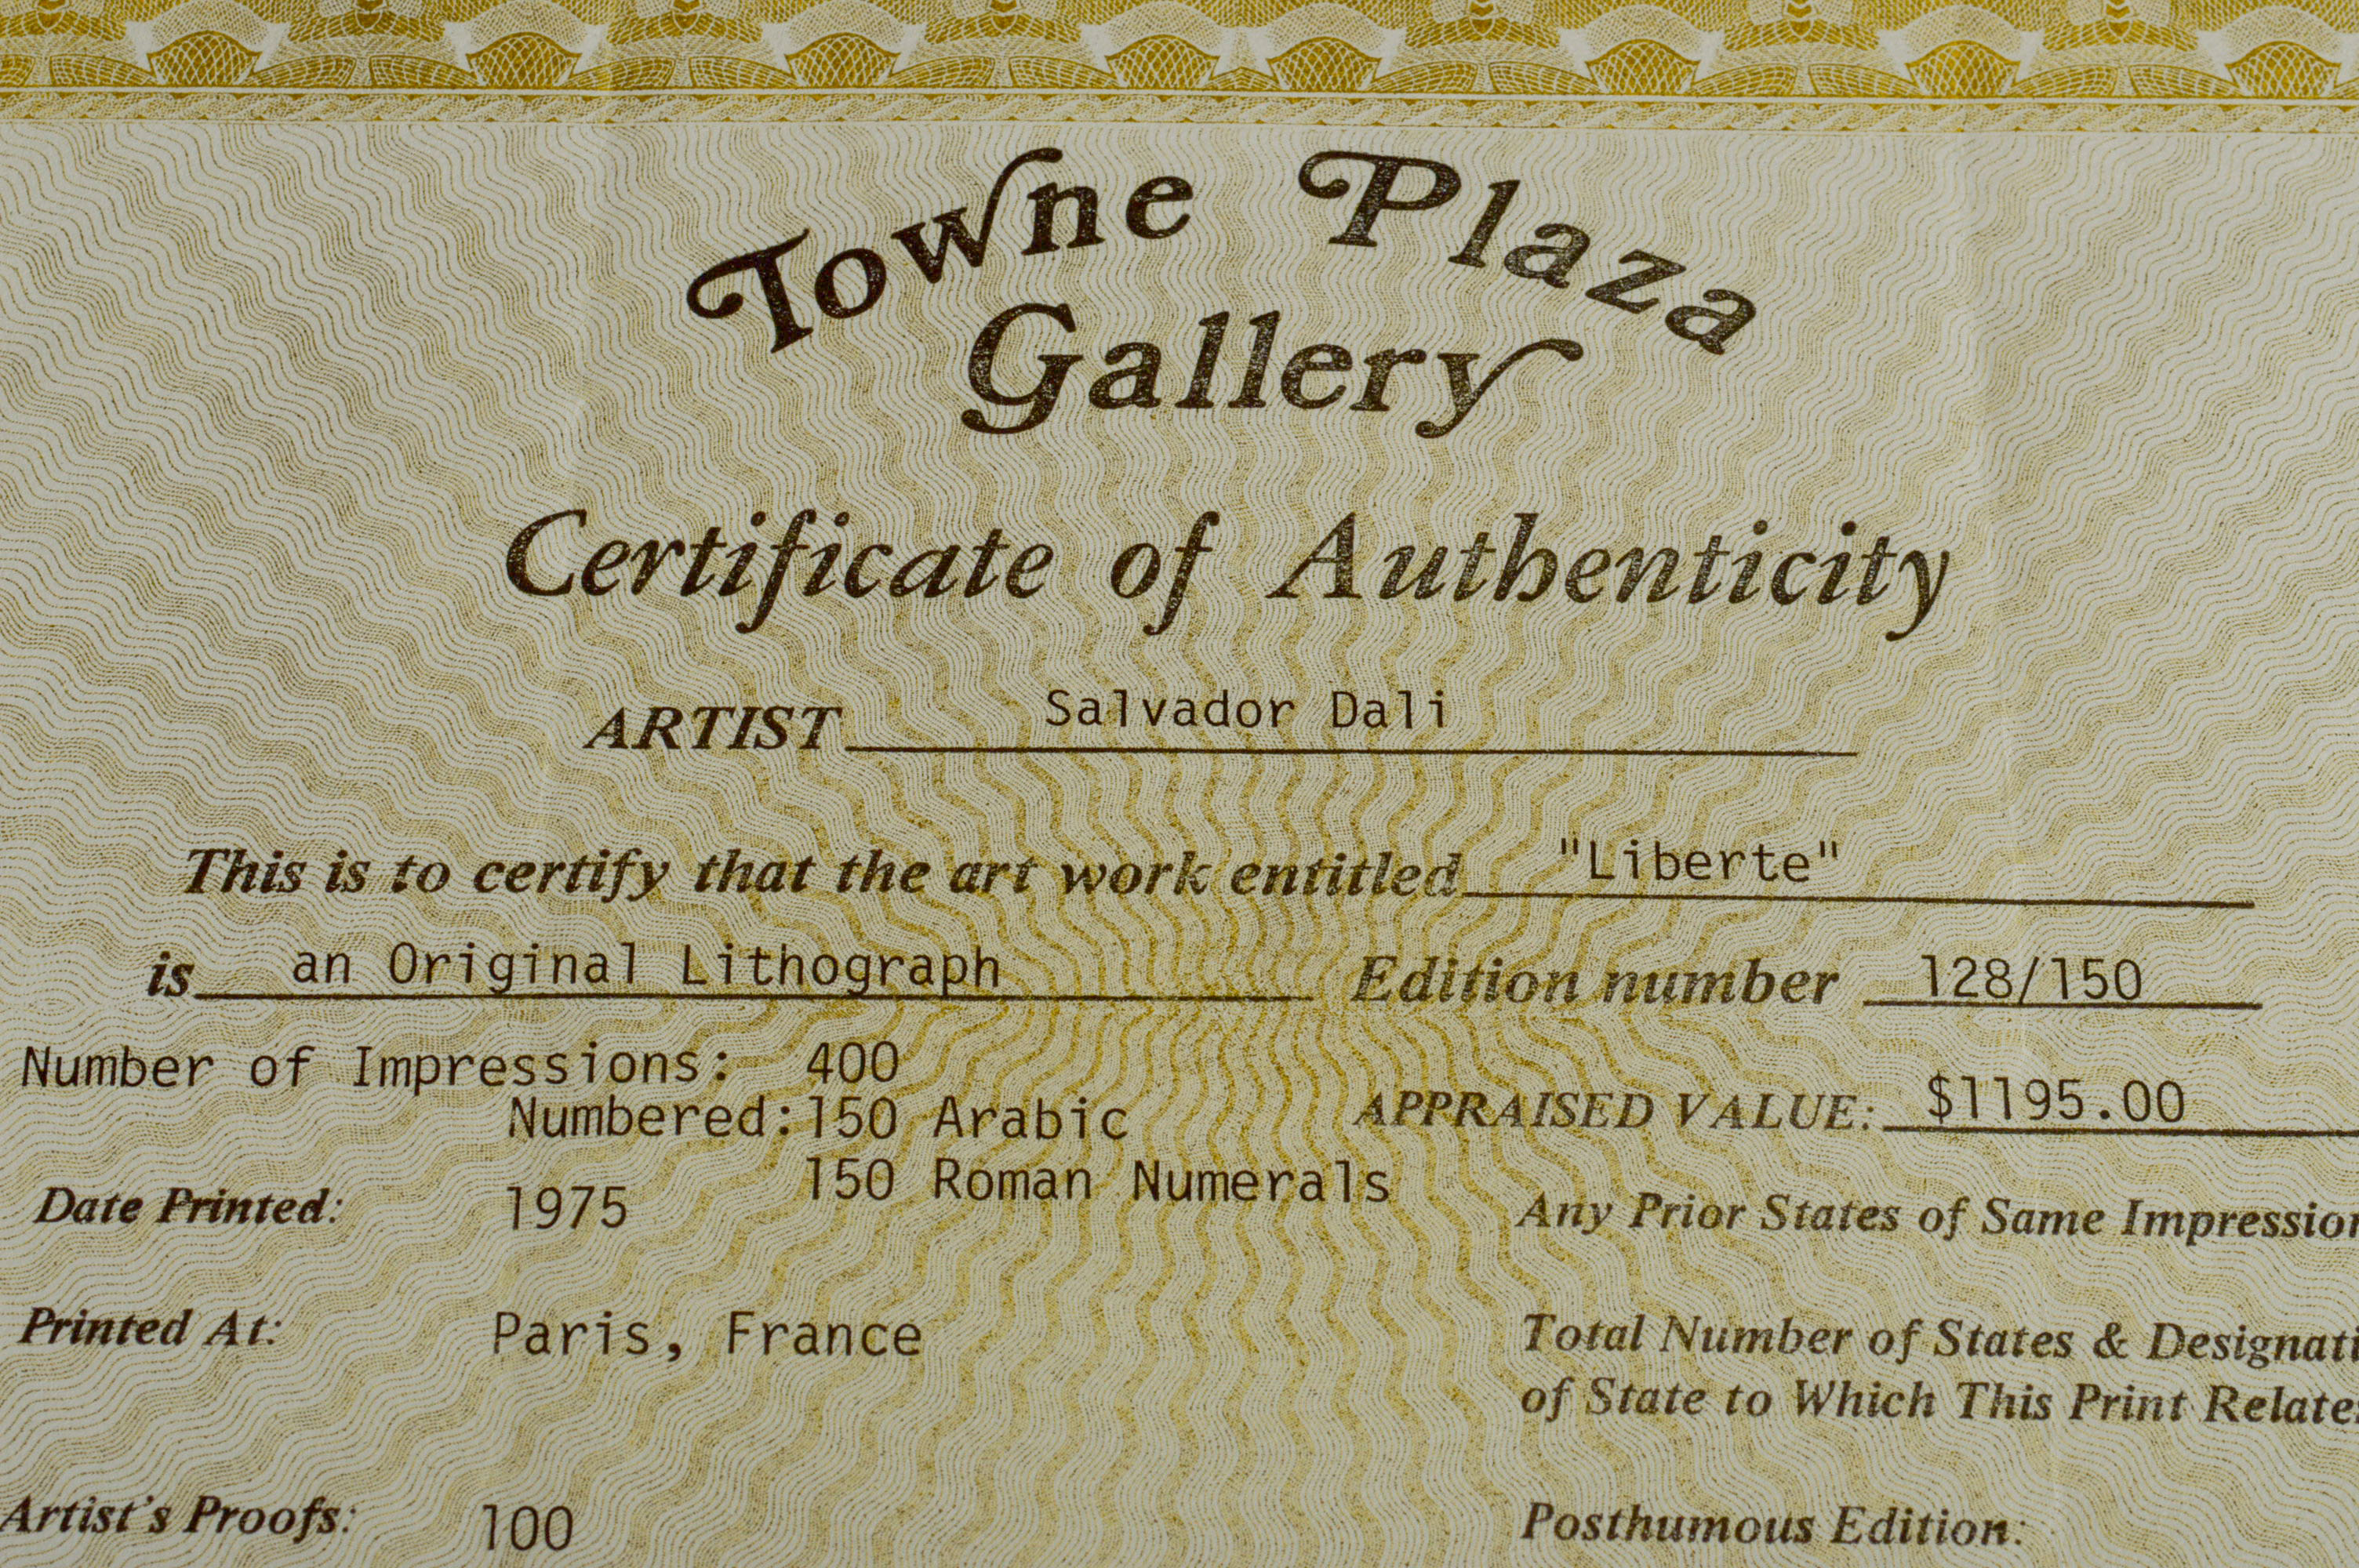 Towne Plaza
Gallery
Certificate of Authenticity
ARTIST Salvador Dali
This is to certify that the art work entitled "Liberte"
is an Original Lithograph Edition number 128/150
Number of Impressions: 400
Numbered:150 Arabic APPRAISED VALUE: $1195.00
150 Roman Numerals
Date Printed: 1975 Any Prior States of Same Impression
Printed At: Paris, France Total Number of States & Designati
of State to Which This Print Relate
Artist's Proofs: 100 Posthumous Edition: